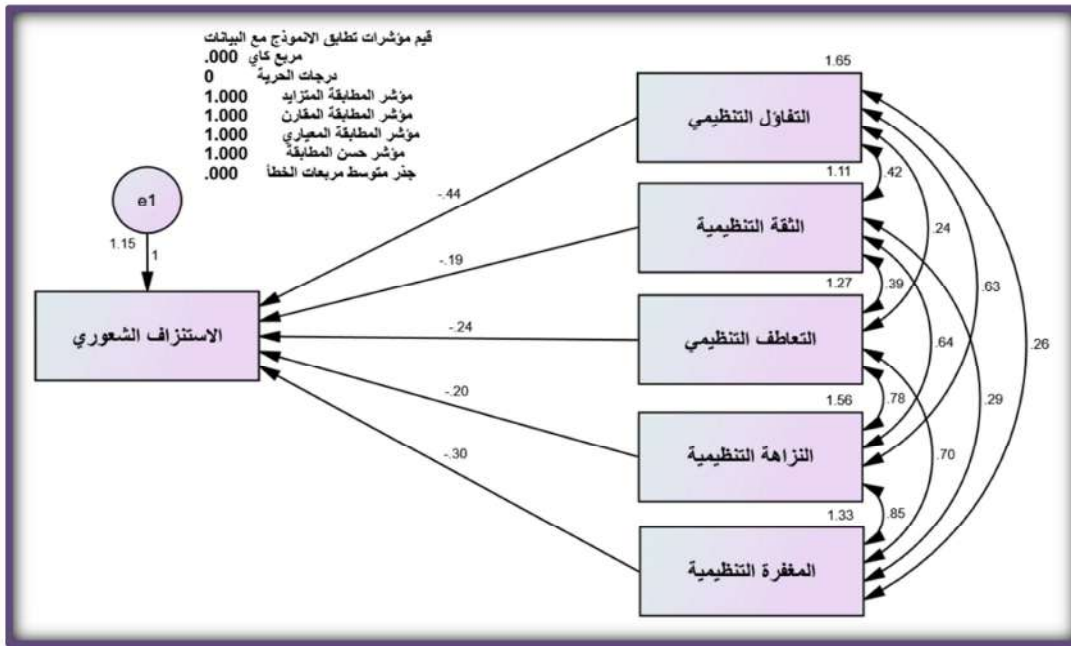 قيم مؤشرات تطابق الانموذج مع البيانات
مربع كاي .000
درجات الحرية 0
مؤشر المطابقة المتزايد 1.000
مؤشر المطابقة المقارن 1.000
مؤشر المطابقة المعياري 1.000
مؤشر حسن المطابقة 1.000
جذر متوسط مربعات الخطأ .000
1.65
التفاؤل التنظيمي
1.11
.42
الثقة التنظيمية
.24
1.27
.39
.63
التعاطف التنظيمي
.64
.26
1.56
.78
.29
النزاهة التنظيمية
.70
1.33
.85
المغفرة التنظيمية
-.44
-.19
-.24
-.20
-.30
e1
1.15
1
الاستنزاف الشعوري